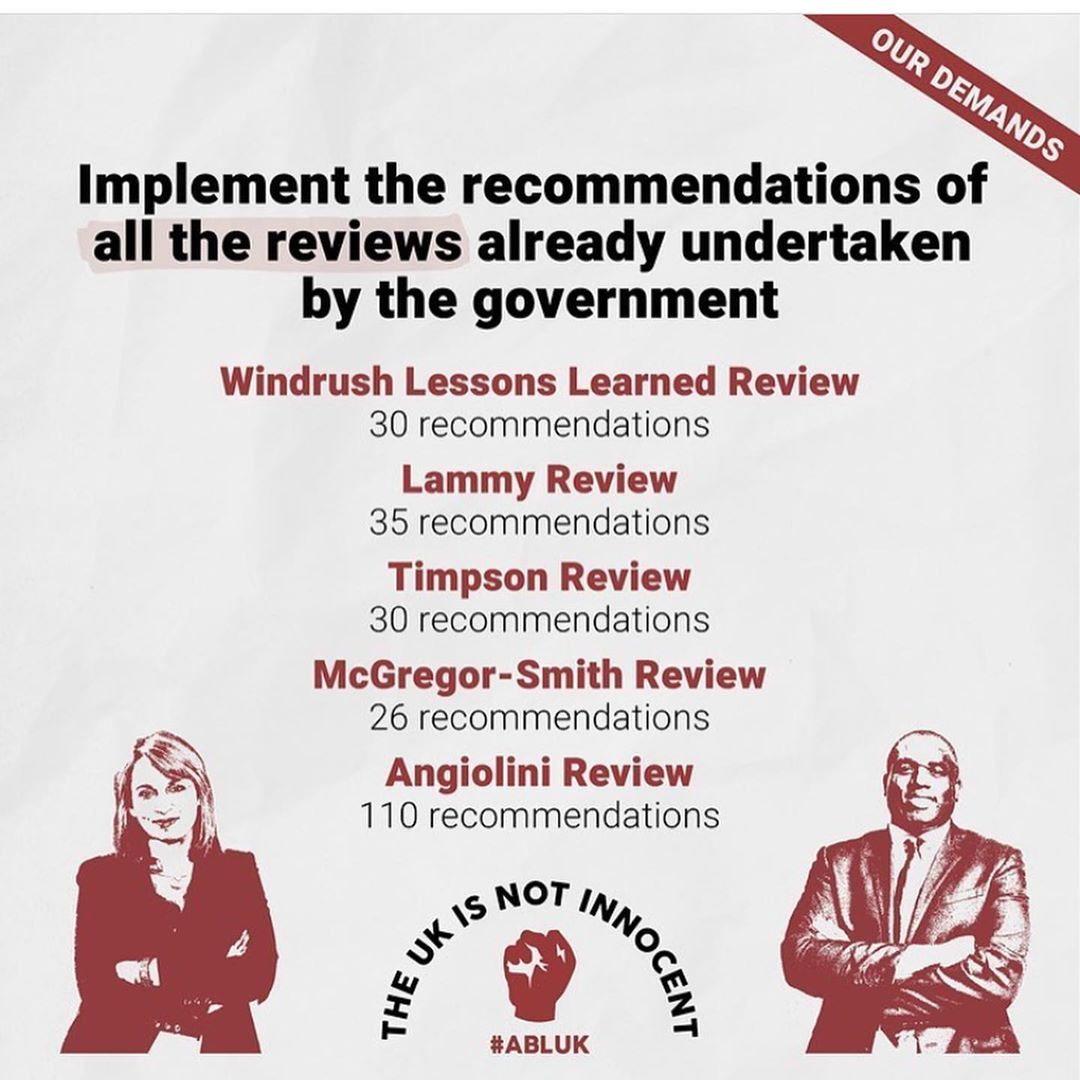 OUR DEMANDS
Implement the recommendations of
all the reviews already undertaken
by the government
Windrush Lessons Learned Review
30 recommendations
Lammy Review
35 recommendations
Timpson Review
30 recommendations
McGregor-Smith Review
26 recommendations
Angiolini Review
110 recommendations
THE UK IS NOT INNOCENT
#ABLUK